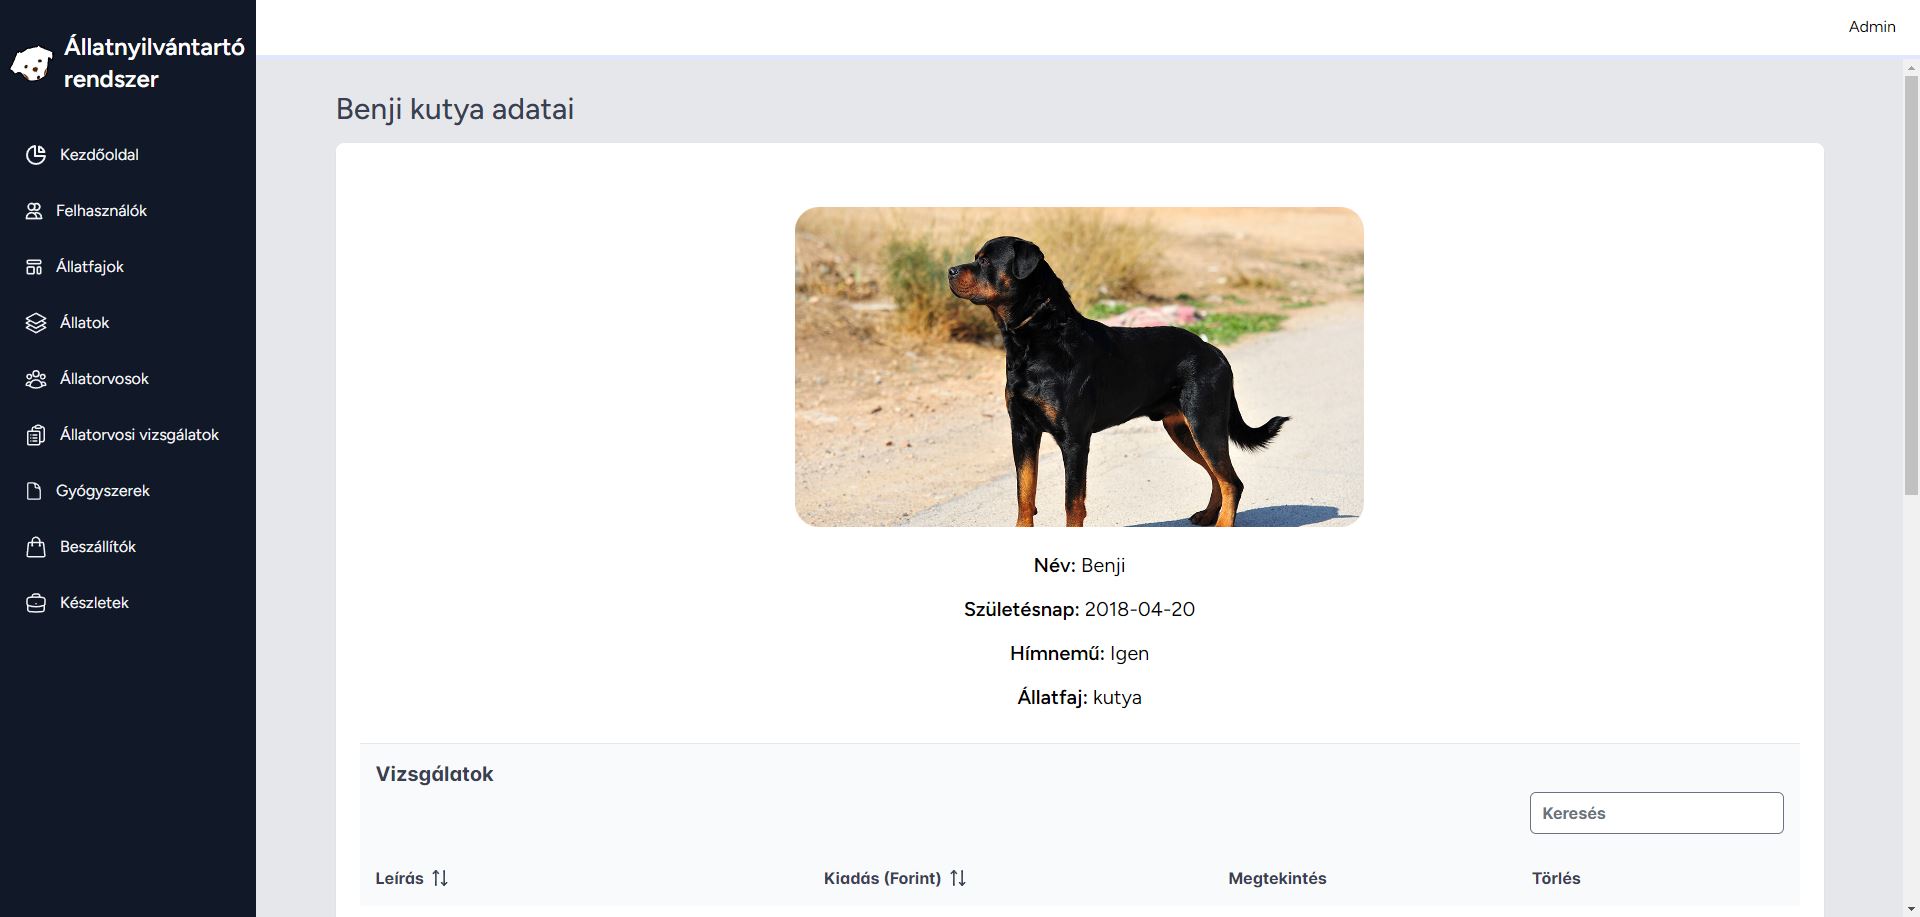 Állatnyilvántartó
rendszer
Admin
Kezdőoldal
Felhasználók
Állatfajok
Állatok
Állatorvosok
Állatorvosi vizsgálatok
Gyógyszerek
Beszállítók
Készletek
Benji kutya adatai
Név: Benji
Születésnap: 2018-04-20
Hímnemű: Igen
Állatfaj: kutya
Vizsgálatok
Keresés
Leírás Kiadás (Forint) Megtekintés Törlés